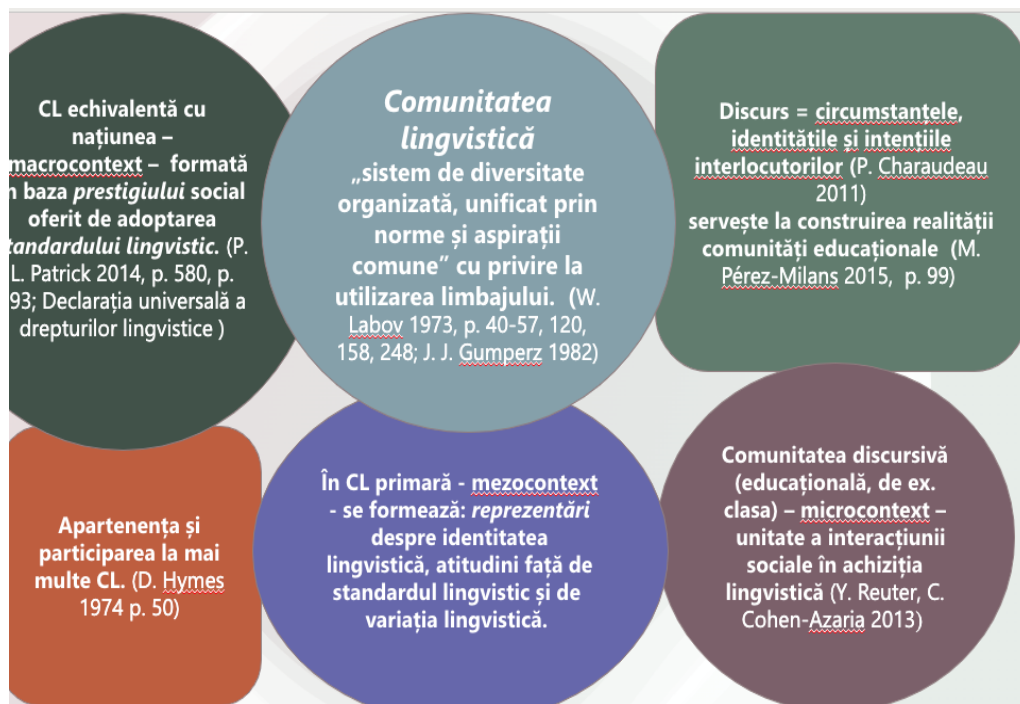 CL echivalentă cu
națiunea –
macrocontext – formată
n baza prestigiului social
oferit de adoptarea
tandardului lingvistic. (P.
L. Patrick 2014, p. 580, p.
93; Declarația universală a
drepturilor lingvistice )
Comunitatea
lingvistică
„sistem de diversitate
organizată, unificat prin
norme și aspirații
comune” cu privire la
utilizarea limbajului. (W.
Labov 1973, p. 40-57, 120,
158, 248; J. J. Gumperz 1982)
Discurs = circumstanțele,
identitățile și intențiile
interlocutorilor (P. Charaudeau
2011)
servește la construirea realității
comunități educaționale (M.
Pérez-Milans 2015, p. 99)
Apartenența și
participarea la mai
multe CL. (D. Hymes
1974 p. 50)
În CL primară - mezocontext
- se formează: reprezentări
despre identitatea
lingvistică, atitudini față de
standardul lingvistic și de
variația lingvistică.
Comunitatea discursivă
(educațională, de ex.
clasa) – microcontext –
unitate a interacțiunii
sociale în achiziția
lingvistică (Y. Reuter, C.
Cohen-Azaria 2013)